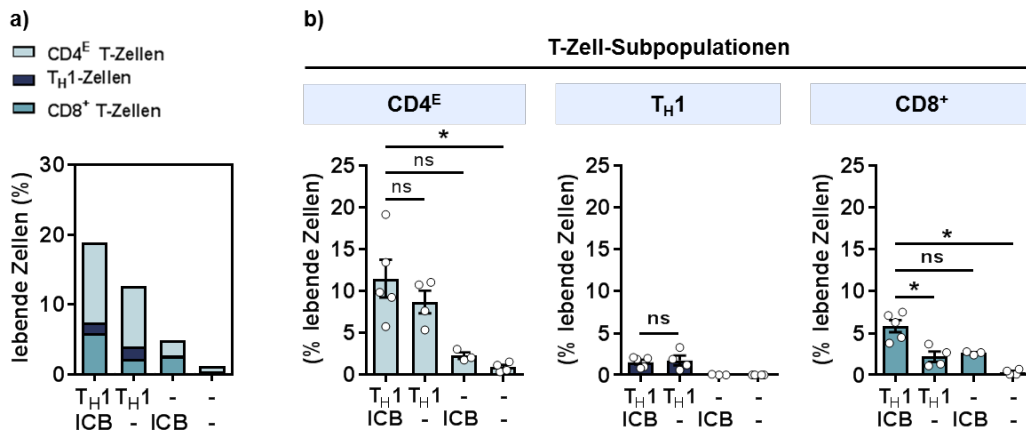 a)
CD4ᴱ T-Zellen
T_H1-Zellen
CD8⁺ T-Zellen
lebende Zellen (%)
30
20
10
0
T_H1 T_H1 - -
ICB - ICB -
b)
T-Zell-Subpopulationen
CD4ᴱ
(% lebende Zellen)
25
20
15
10
5
0
*
ns
ns
T_H1 T_H1 - -
ICB - ICB -
T_H1
(% lebende Zellen)
25
20
15
10
5
0
ns
T_H1 T_H1 - -
ICB - ICB -
CD8⁺
(% lebende Zellen)
25
20
15
10
5
0
*
ns
*
T_H1 T_H1 - -
ICB - ICB -